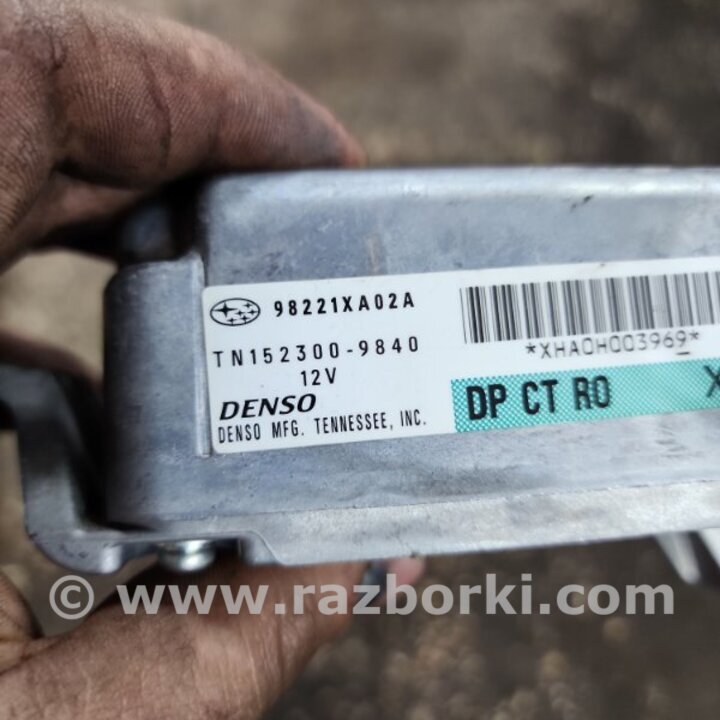 98221XA02A
TN152300-9840
12V
DENSO
DENSO MFG. TENNESSEE, INC.
*XHA0H003969*
DP CT RO X
© www.razborki.com